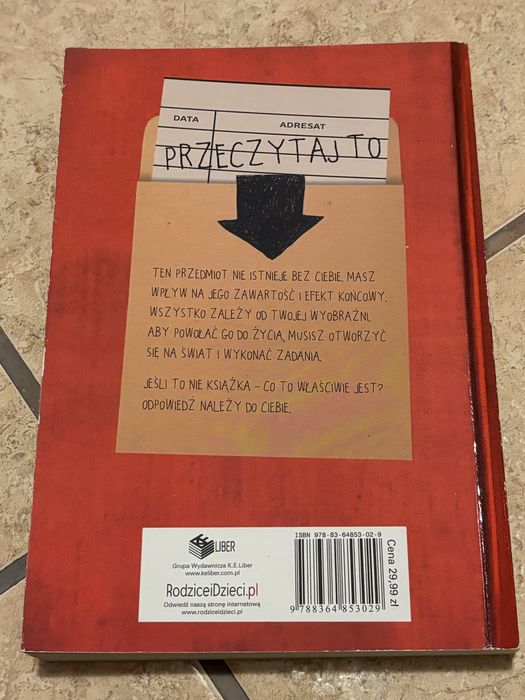 DATA ADRESAT
PRZECZYTAJ TO
TEN PRZEDMIOT NIE ISTNIEJE BEZ CIEBIE. MASZ
WPŁYW NA JEGO ZAWARTOŚĆ I EFEKT KOŃCOWY.
WSZYSTKO ZALEŻY OD TWOJEJ WYOBRAŹNI.
ABY POWOŁAĆ GO DO ŻYCIA, MUSISZ OTWORZYĆ
SIĘ NA ŚWIAT I WYKONAĆ ZADANIA.
JEŚLI TO NIE KSIĄŻKA – CO TO WŁAŚCIWIE JEST?
ODPOWIEDŹ NALEŻY DO CIEBIE.
LIBER
Grupa Wydawnicza K.E.Liber
www.keliber.com.pl
RodziceiDzieci.pl
Odwiedź naszą stronę internetową
www.rodziceidzieci.pl
ISBN 978-83-64853-02-9
9 788364 853029
Cena 29,99 zł